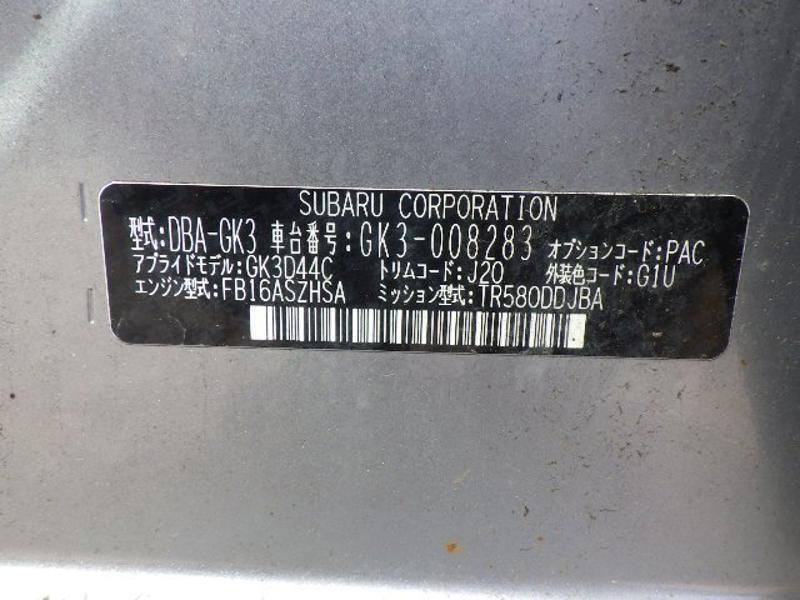 SUBARU CORPORATION
型式:DBA-GK3 車台番号:GK3-008283 オプションコード:PAC
アプライドモデル:GK3D44C トリムコード:J20 外装色コード:G1U
エンジン型式:FB16ASZHSA ミッション型式:TR580DDJBA